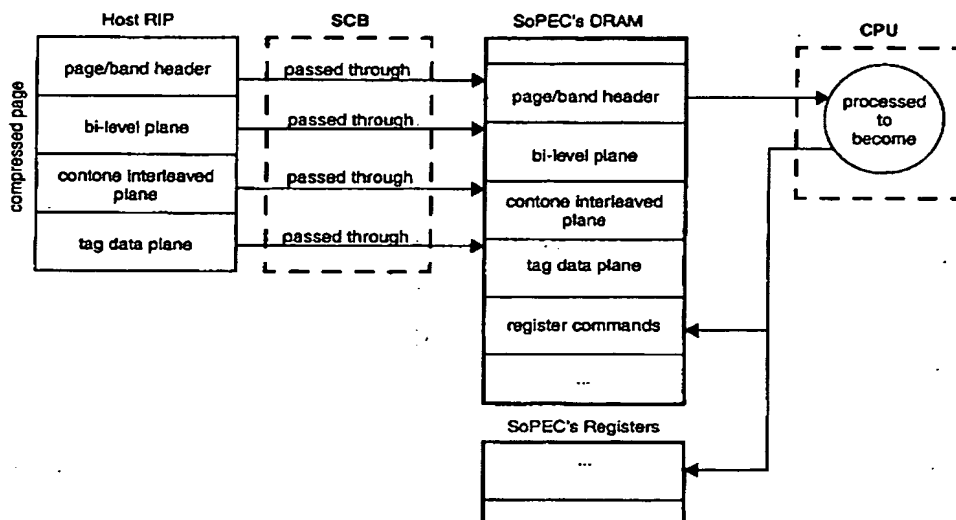 Host RIP
SCB
SoPEC's DRAM
CPU
compressed page
page/band header
bi-level plane
contone interleaved
plane
tag data plane
passed through
passed through
passed through
passed through
page/band header
bi-level plane
contone interleaved
plane
tag data plane
register commands
...
processed
to
become
SoPEC's Registers
...